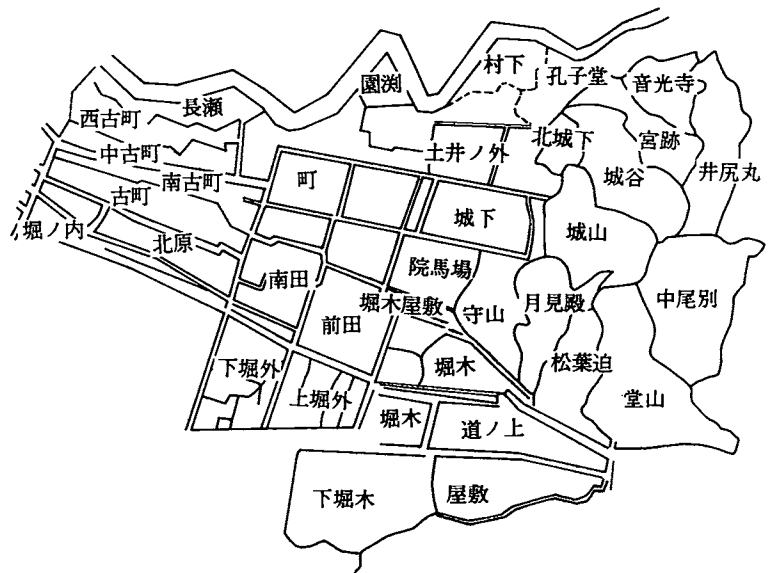 村下
孔子堂
音光寺
園渕
長瀬
西古町
北城下
宮跡
土井ノ外
中古町
城谷
井尻丸
南古町
町
古町
城下
城山
堀ノ内
北原
院馬場
南田
月見殿
中尾別
堀木屋敷
守山
前田
下堀外
堀木
松葉迫
上堀外
堂山
堀木
道ノ上
下堀木
屋敷